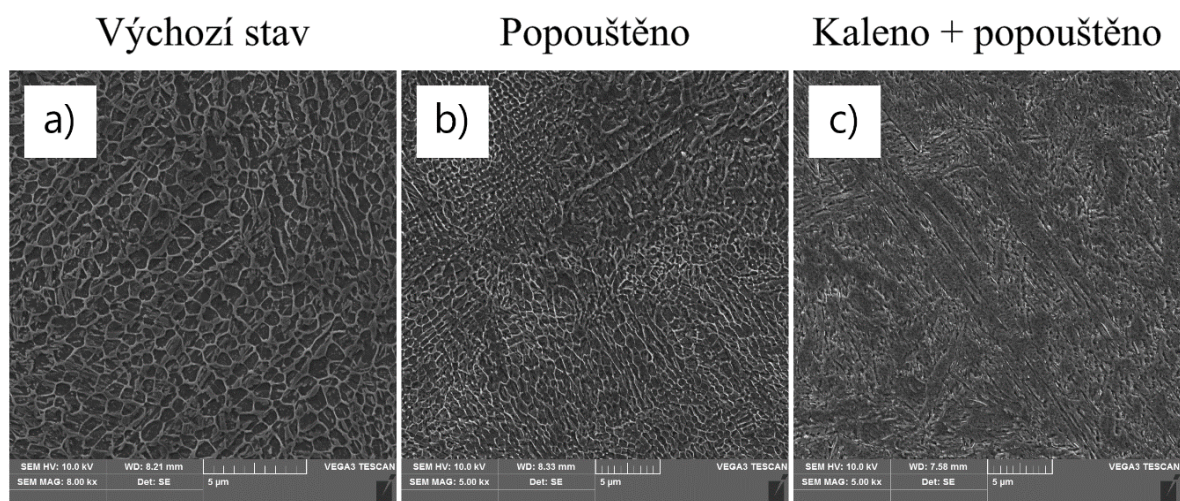 Výchozí stav
Popouštěno
Kaleno + popouštěno
a)
b)
c)
SEM HV: 10.0 kV WD: 8.21 mm VEGA3 TESCAN
SEM MAG: 8.00 kx Det: SE 5 µm
SEM HV: 10.0 kV WD: 8.33 mm VEGA3 TESCAN
SEM MAG: 5.00 kx Det: SE 5 µm
SEM HV: 10.0 kV WD: 7.58 mm VEGA3 TESCAN
SEM MAG: 5.00 kx Det: SE 5 µm